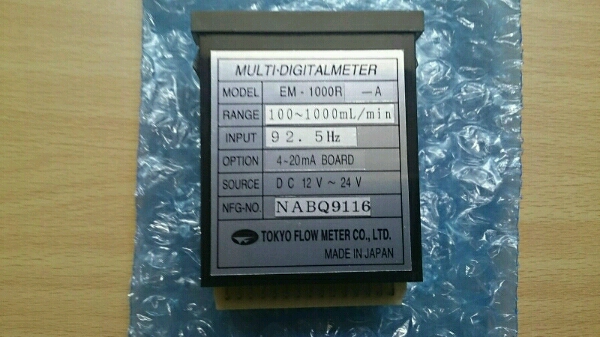 MULTI·DIGITALMETER
MODEL EM - 1000R —A
RANGE 100~1000mL/min
INPUT 92.5Hz
OPTION 4~20mA BOARD
SOURCE DC 12V ~ 24V
NFG-NO. NABQ9116
TOKYO FLOW METER CO., LTD.
MADE IN JAPAN